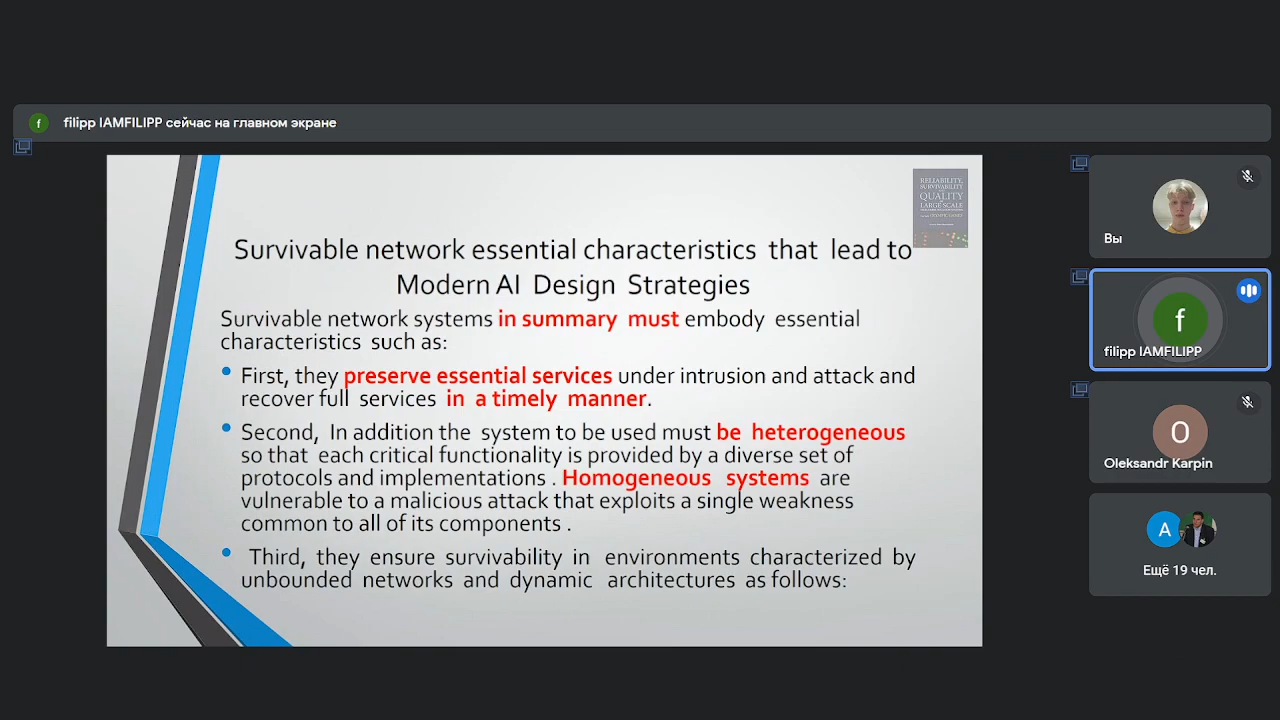 filipp IAMFILIPP сейчас на главном экране
f
RELIABILITY,
SURVIVABILITY
QUALITY
LARGE SCALE
Survivable network essential characteristics that lead to
Modern AI Design Strategies
Survivable network systems in summary must embody essential
characteristics such as:
First, they preserve essential services under intrusion and attack and
recover full services in a timely manner.
Second, In addition the system to be used must be heterogeneous
so that each critical functionality is provided by a diverse set of
protocols and implementations . Homogeneous systems are
vulnerable to a malicious attack that exploits a single weakness
common to all of its components .
Third, they ensure survivability in environments characterized by
unbounded networks and dynamic architectures as follows:
Вы
f
filipp IAMFILIPP
O
Oleksandr Karpin
A
Ещё 19 чел.